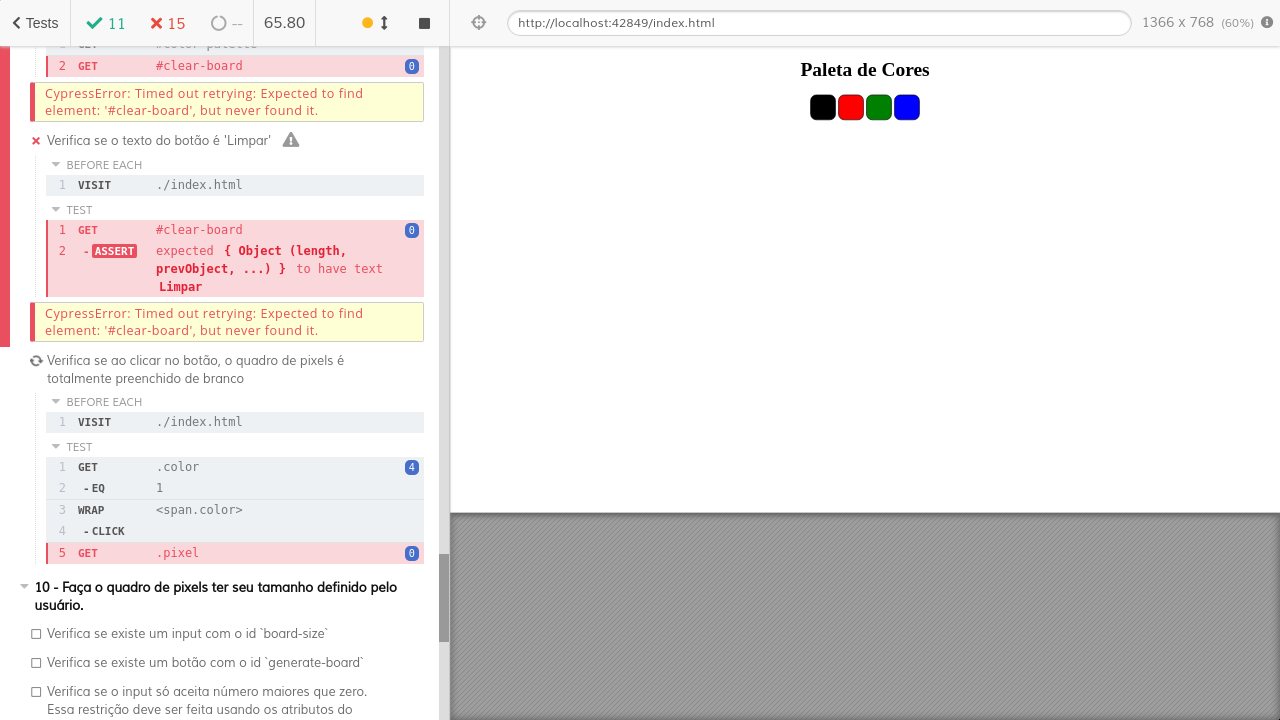 Tests 11 15 -- 65.80
http://localhost:42849/index.html 1366 x 768 (60%)
2 GET #clear-board 0
CypressError: Timed out retrying: Expected to find
element: '#clear-board', but never found it.
Verifica se o texto do botão é 'Limpar'
BEFORE EACH
1 VISIT ./index.html
TEST
1 GET #clear-board 0
2 -ASSERT expected { Object (length,
prevObject, ...) } to have text
Limpar
CypressError: Timed out retrying: Expected to find
element: '#clear-board', but never found it.
Verifica se ao clicar no botão, o quadro de pixels é
totalmente preenchido de branco
BEFORE EACH
1 VISIT ./index.html
TEST
1 GET .color 4
2 -EQ 1
3 WRAP <span.color>
4 -CLICK
5 GET .pixel 0
10 - Faça o quadro de pixels ter seu tamanho definido pelo
usuário.
Verifica se existe um input com o id `board-size`
Verifica se existe um botão com o id `generate-board`
Verifica se o input só aceita número maiores que zero.
Essa restrição deve ser feita usando os atributos do
Paleta de Cores